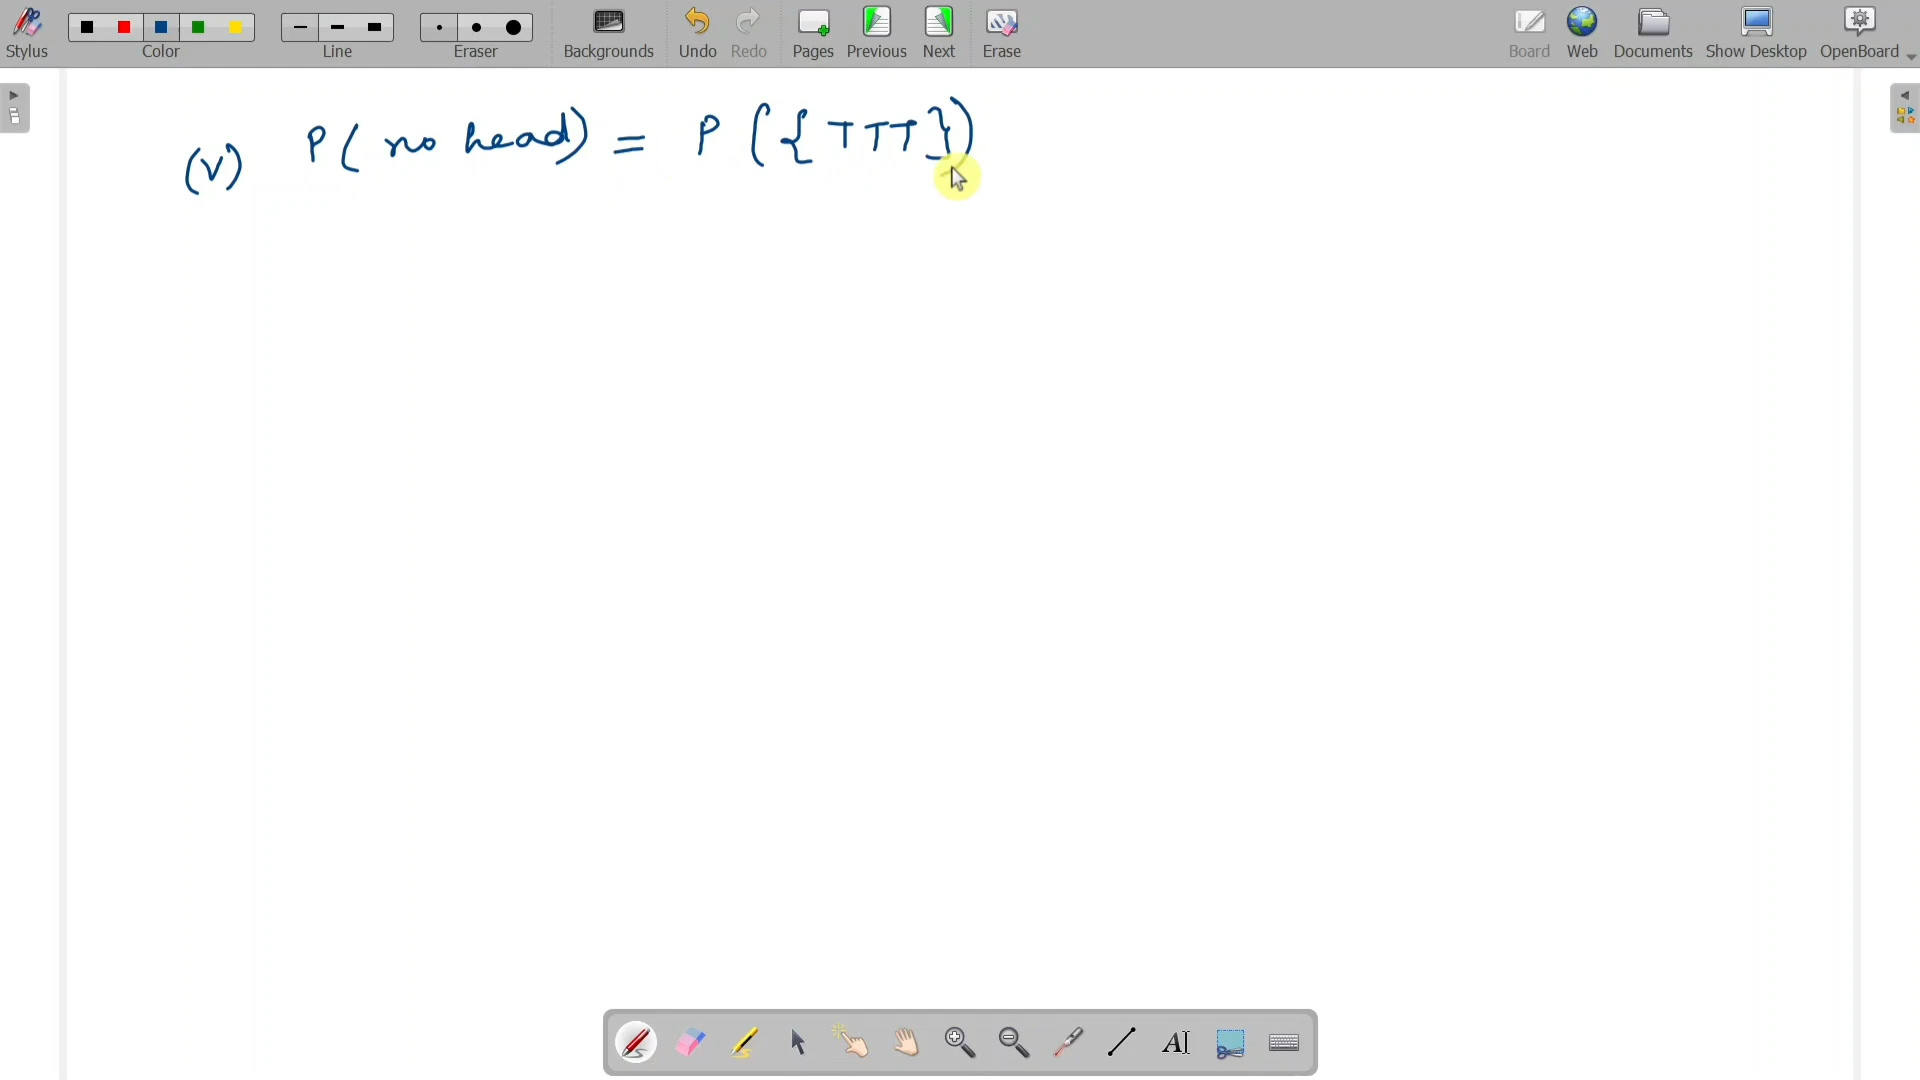 Stylus Color Line Eraser Backgrounds Undo Redo Pages Previous Next Erase Board Web Documents Show Desktop OpenBoard
(v) P( no head) = P ({TTT})
AI